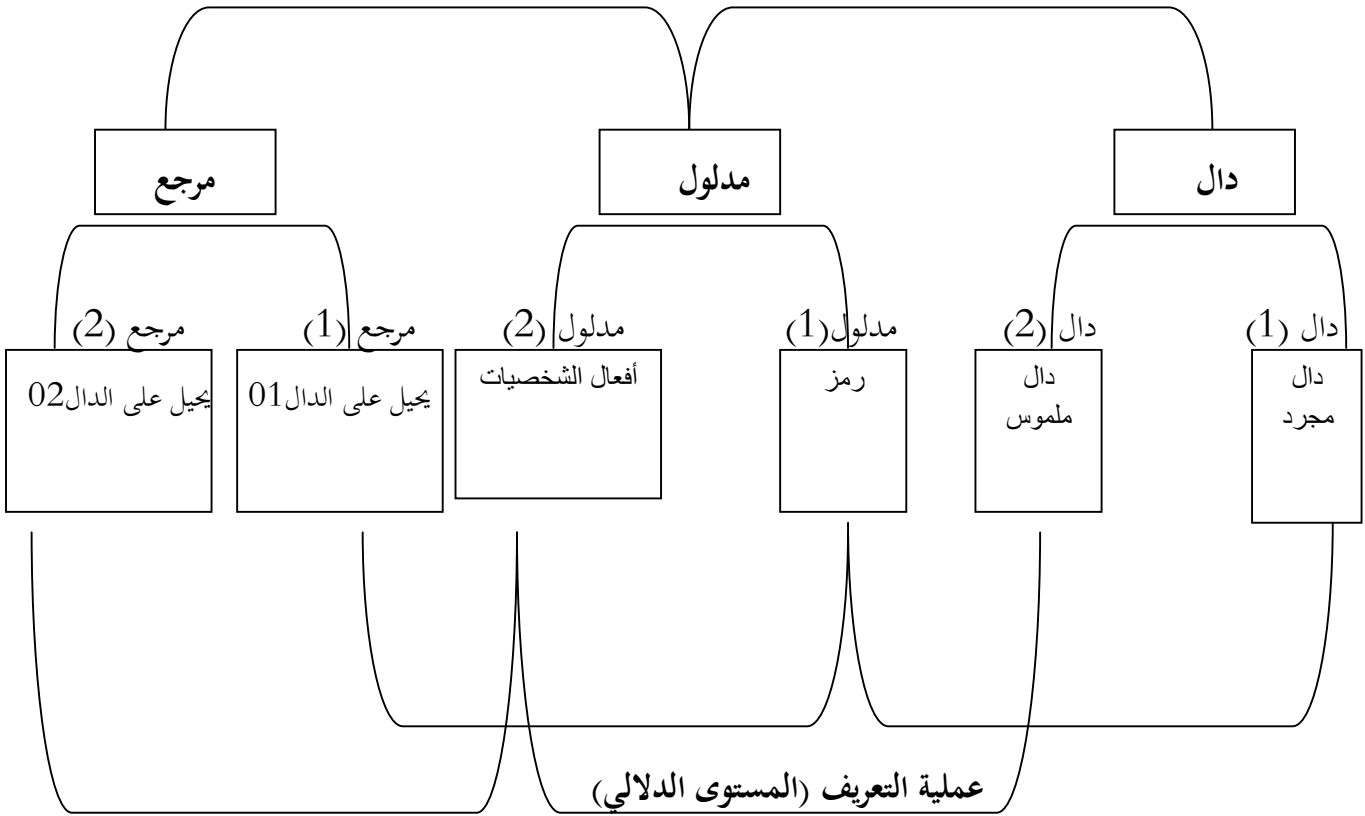 دال
مدلول
مرجع
دال (1)
دال (2)
مدلول(1)
مدلول (2)
مرجع (1)
مرجع (2)
دال
مجرد
دال
ملموس
رمز
أفعال الشخصيات
يحيل على الدال01
يحيل على الدال02
عملية التعريف (المستوى الدلالي)